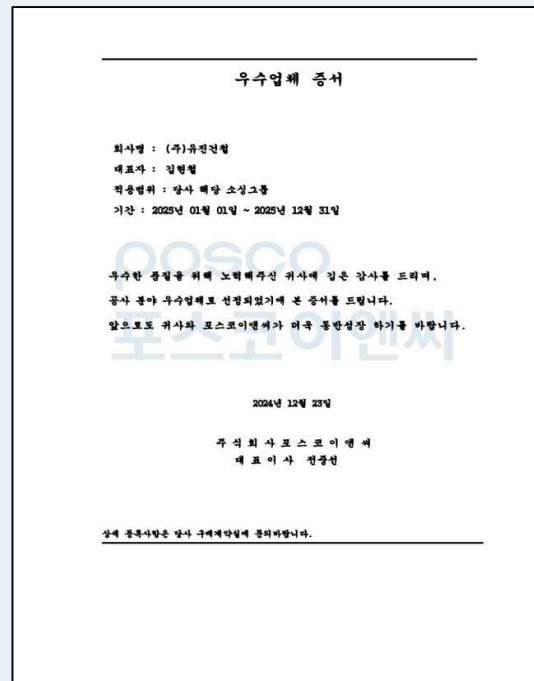 우수업체 증서
회사명 : (주)유진건철
대표자 : 김현철
적용범위 : 당사 해당 소싱그룹
기간 : 2025년 01월 01일 ~ 2025년 12월 31일
posco
포스코이앤씨
우수한 품질을 위해 노력해주신 귀사에 깊은 감사를 드리며,
공사 분야 우수업체로 선정되었기에 본 증서를 드립니다.
앞으로도 귀사와 포스코이앤씨가 더욱 동반성장 하기를 바랍니다.
2024년 12월 23일
주식회사포스코이앤씨
대표이사 전중선
상세 등록사항은 당사 구매계약실에 문의바랍니다.